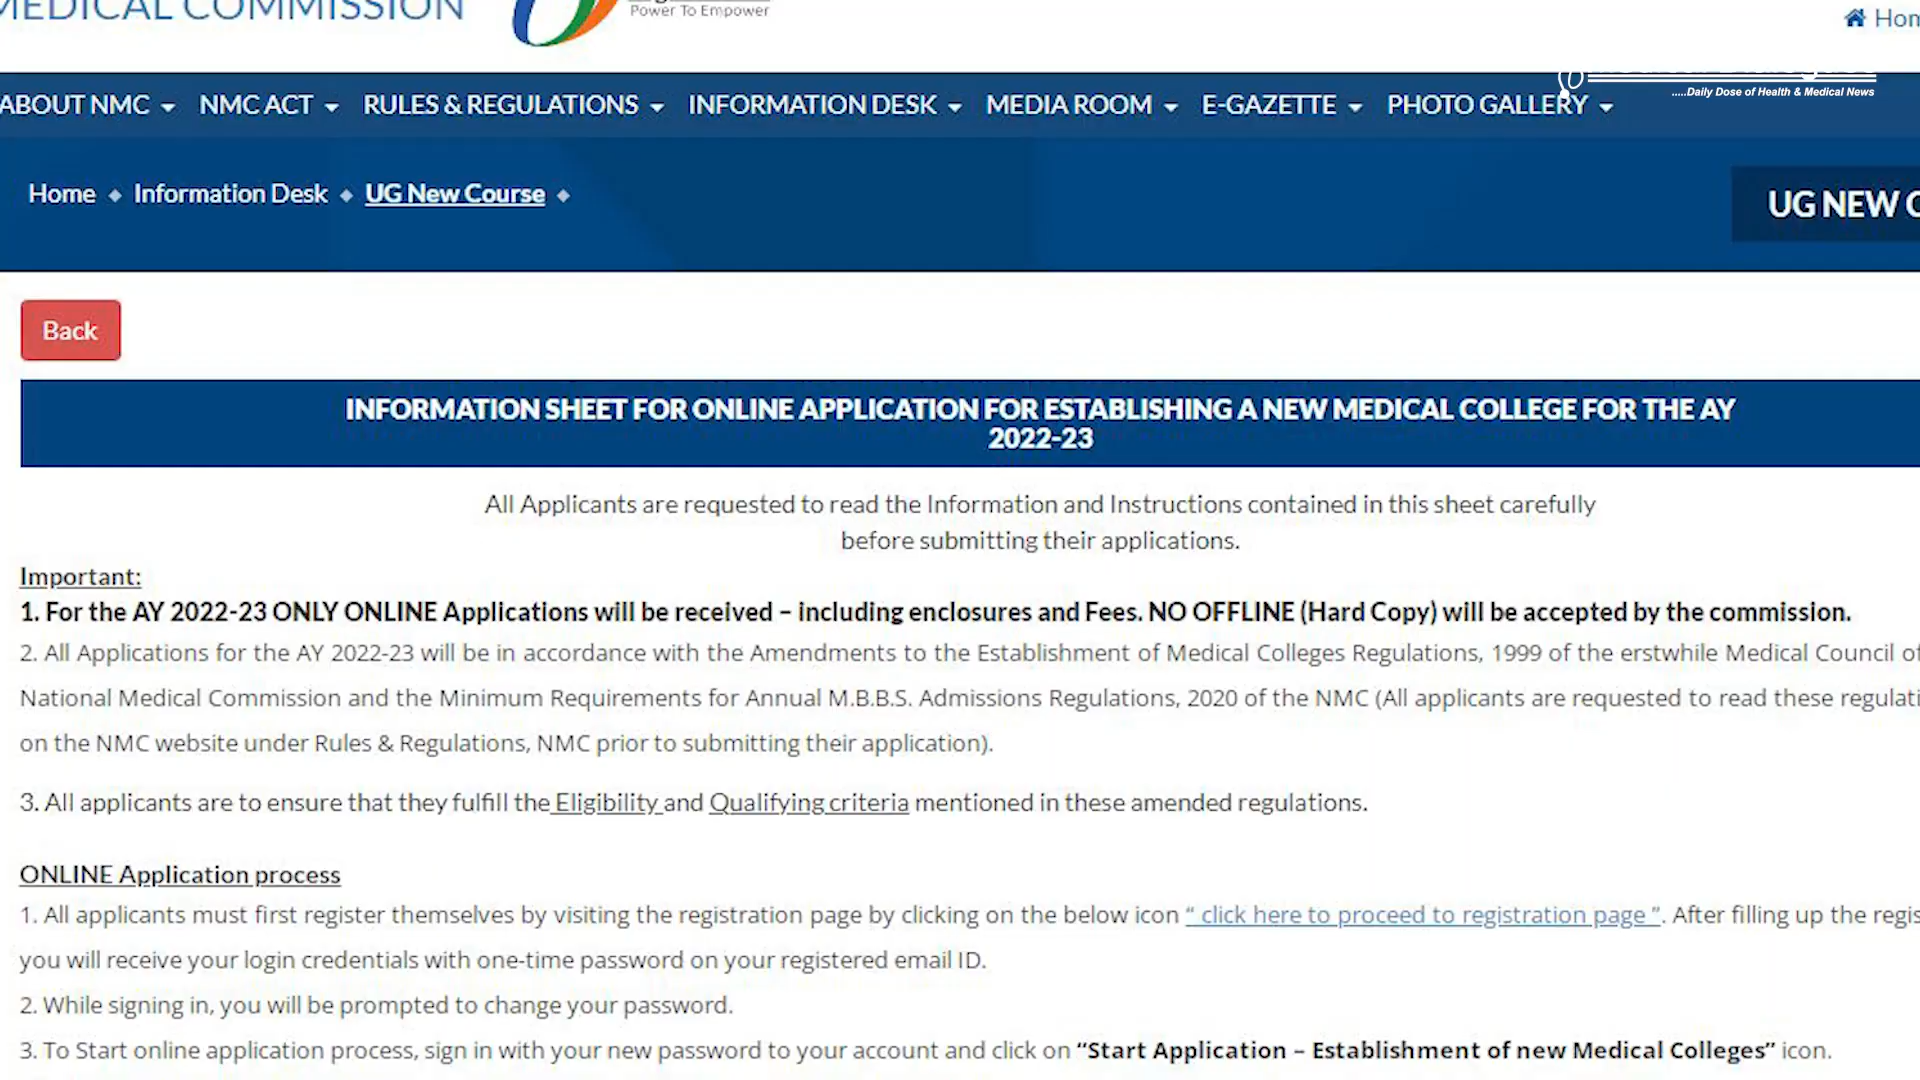 MEDICAL COMMISSION
Power To Empower
ABOUT NMC NMC ACT RULES & REGULATIONS INFORMATION DESK MEDIA ROOM E-GAZETTE PHOTO GALLERY
.....Daily Dose of Health & Medical News
Home Information Desk UG New Course
UG NEW
Back
INFORMATION SHEET FOR ONLINE APPLICATION FOR ESTABLISHING A NEW MEDICAL COLLEGE FOR THE AY
2022-23
All Applicants are requested to read the Information and Instructions contained in this sheet carefully
before submitting their applications.
Important:
1. For the AY 2022-23 ONLY ONLINE Applications will be received – including enclosures and Fees. NO OFFLINE (Hard Copy) will be accepted by the commission.
2. All Applications for the AY 2022-23 will be in accordance with the Amendments to the Establishment of Medical Colleges Regulations, 1999 of the erstwhile Medical Council of
National Medical Commission and the Minimum Requirements for Annual M.B.B.S. Admissions Regulations, 2020 of the NMC (All applicants are requested to read these
on the NMC website under Rules & Regulations, NMC prior to submitting their application).
3. All applicants are to ensure that they fulfill the Eligibility and Qualifying criteria mentioned in these amended regulations.
ONLINE Application process
1. All applicants must first register themselves by visiting the registration page by clicking on the below icon “ click here to proceed to registration page ”. After filling up the
you will receive your login credentials with one-time password on your registered email ID.
2. While signing in, you will be prompted to change your password.
3. To Start online application process, sign in with your new password to your account and click on “Start Application – Establishment of new Medical Colleges” icon.